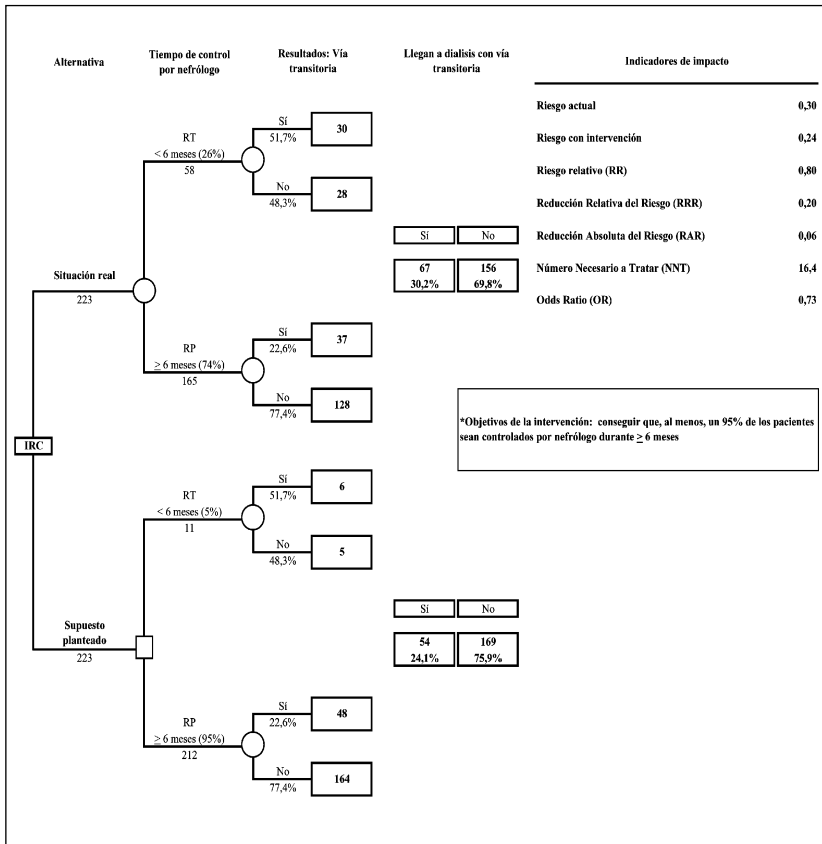 Alternativa
Tiempo de control
por nefrólogo
Resultados: Vía
transitoria
Llegan a dialisis con vía
transitoria
Indicadores de impacto
Riesgo actual 0,30
Riesgo con intervención 0,24
Riesgo relativo (RR) 0,80
Reducción Relativa del Riesgo (RRR) 0,20
Reducción Absoluta del Riesgo (RAR) 0,06
Número Necesario a Tratar (NNT) 16,4
Odds Ratio (OR) 0,73
IRC
Situación real
223
RT
< 6 meses (26%)
58
Sí
51,7%
30
No
48,3%
28
RP
≥ 6 meses (74%)
165
Sí
22,6%
37
No
77,4%
128
Sí No
67 156
30,2% 69,8%
*Objetivos de la intervención: conseguir que, al menos, un 95% de los pacientes
sean controlados por nefrólogo durante ≥ 6 meses
Supuesto
planteado
223
RT
< 6 meses (5%)
11
Sí
51,7%
6
No
48,3%
5
RP
≥ 6 meses (95%)
212
Sí
22,6%
48
No
77,4%
164
Sí No
54 169
24,1% 75,9%